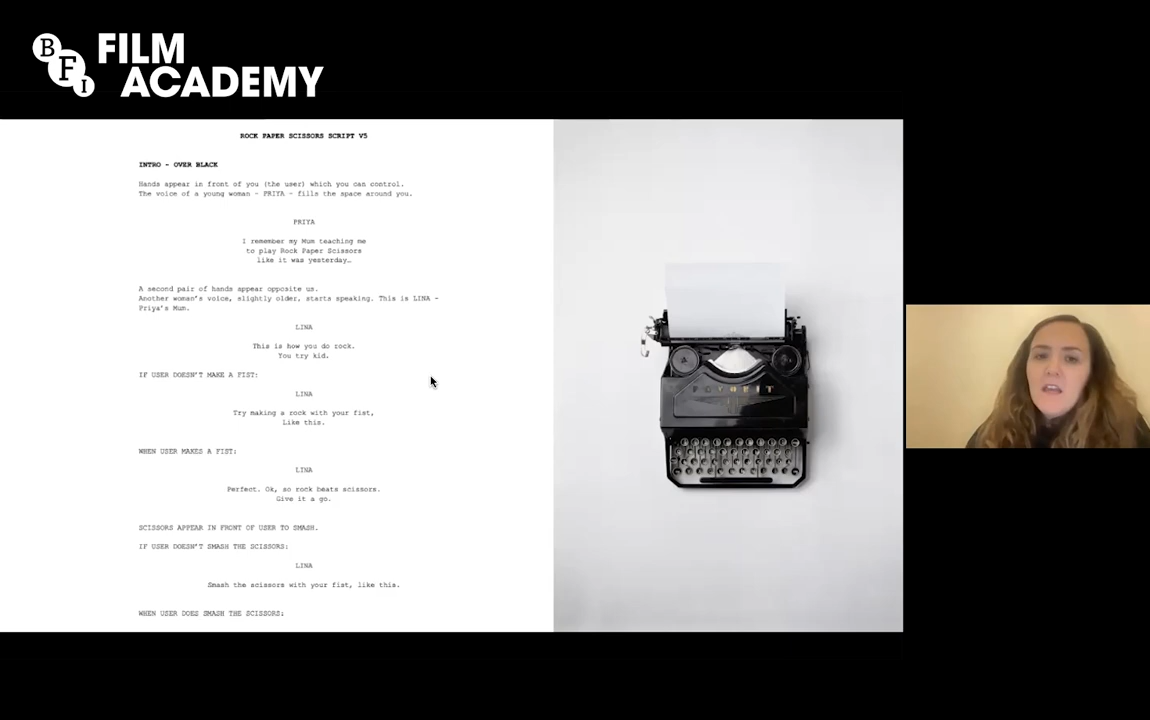 BFI FILM
ACADEMY
ROCK PAPER SCISSORS SCRIPT V5
INTRO - OVER BLACK
Hands appear in front of you (the user) which you can control.
The voice of a young woman - PRIYA - fills the space around you.
PRIYA
I remember my Mum teaching me
to play Rock Paper Scissors
like it was yesterday…
A second pair of hands appear opposite us.
Another woman's voice, slightly older, starts speaking. This is LINA -
Priya's Mum.
LINA
This is how you do rock.
You try kid.
IF USER DOESN'T MAKE A FIST:
LINA
Try making a rock with your fist,
Like this.
WHEN USER MAKES A FIST:
LINA
Perfect. Ok, so rock beats scissors.
Give it a go.
SCISSORS APPEAR IN FRONT OF USER TO SMASH.
IF USER DOESN'T SMASH THE SCISSORS:
LINA
Smash the scissors with your fist, like this.
WHEN USER DOES SMASH THE SCISSORS: